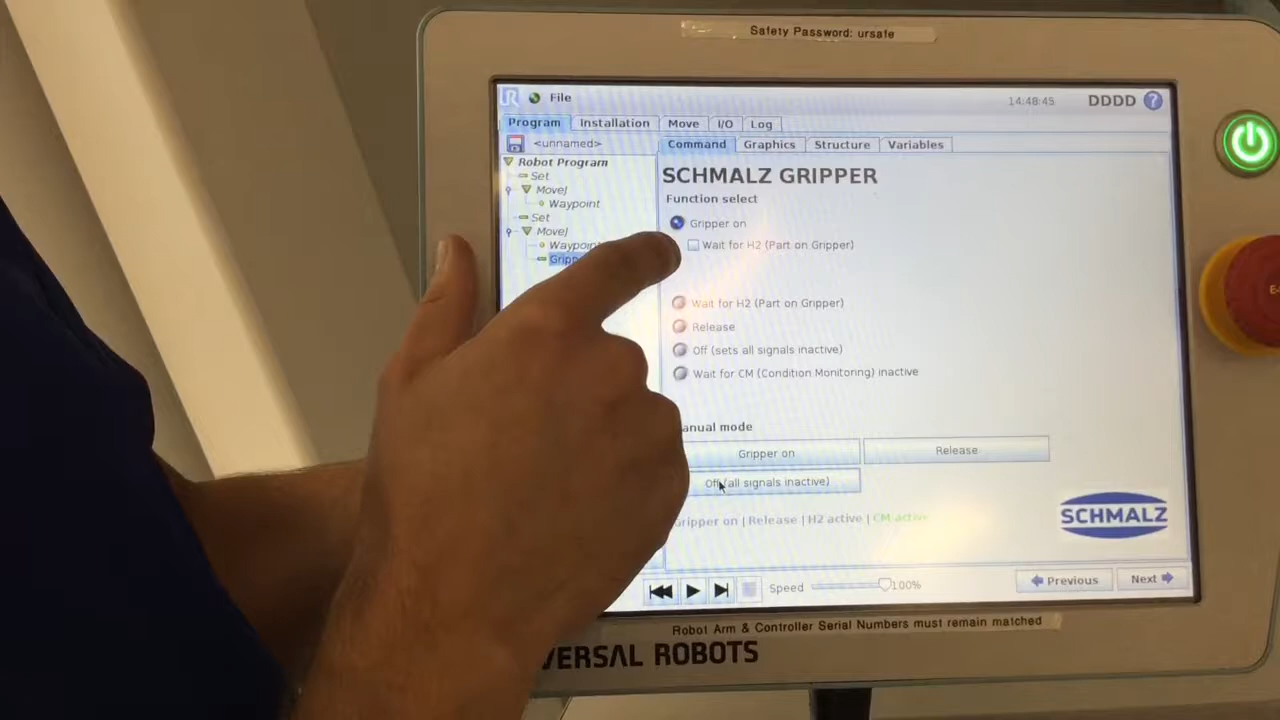 Safety Password: ursafe
File
14:48:45
DDDD
?
Program
Installation
Move
I/O
Log
<unnamed>
Command
Graphics
Structure
Variables
Robot Program
Set
MoveJ
Waypoint
Set
MoveJ
SCHMALZ GRIPPER
Function select
Gripper on
Wait for H2 (Part on Gripper)
Wait for H2 (Part on Gripper)
Release
Off (sets all signals inactive)
Wait for CM (Condition Monitoring) inactive
anual mode
Gripper on
Release
Off (all signals inactive)
Gripper on | Release | H2 active | CM active
SCHMALZ
Speed
100%
Previous
Next
Robot Arm & Controller Serial Numbers must remain matched
VERSAL ROBOTS